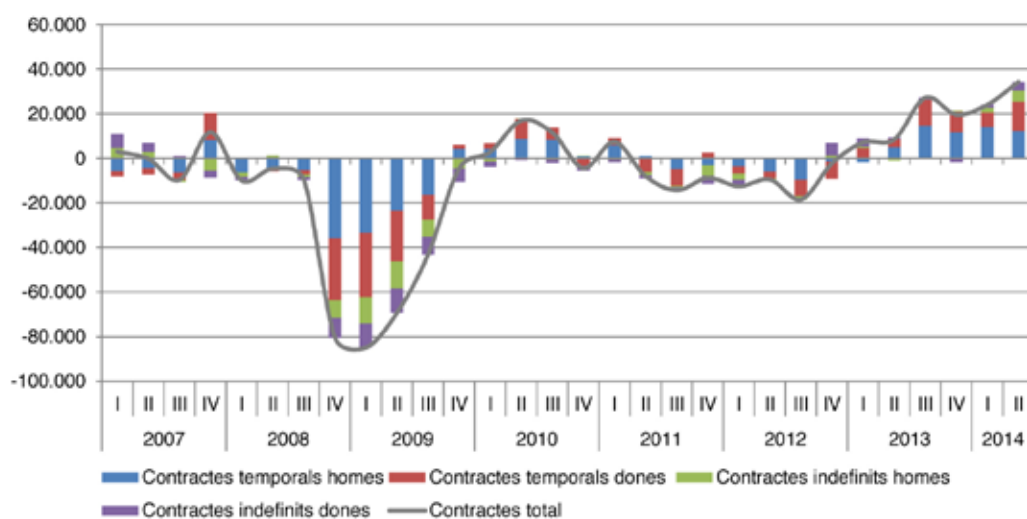 60.000
40.000
20.000
0
-20.000
-40.000
-60.000
-80.000
-100.000
I II III IV I II III IV I II III IV I II III IV I II III IV I II III IV I II III IV I II
2007 2008 2009 2010 2011 2012 2013 2014
Contractes temporals homes Contractes temporals dones Contractes indefinits homes
Contractes indefinits dones Contractes total